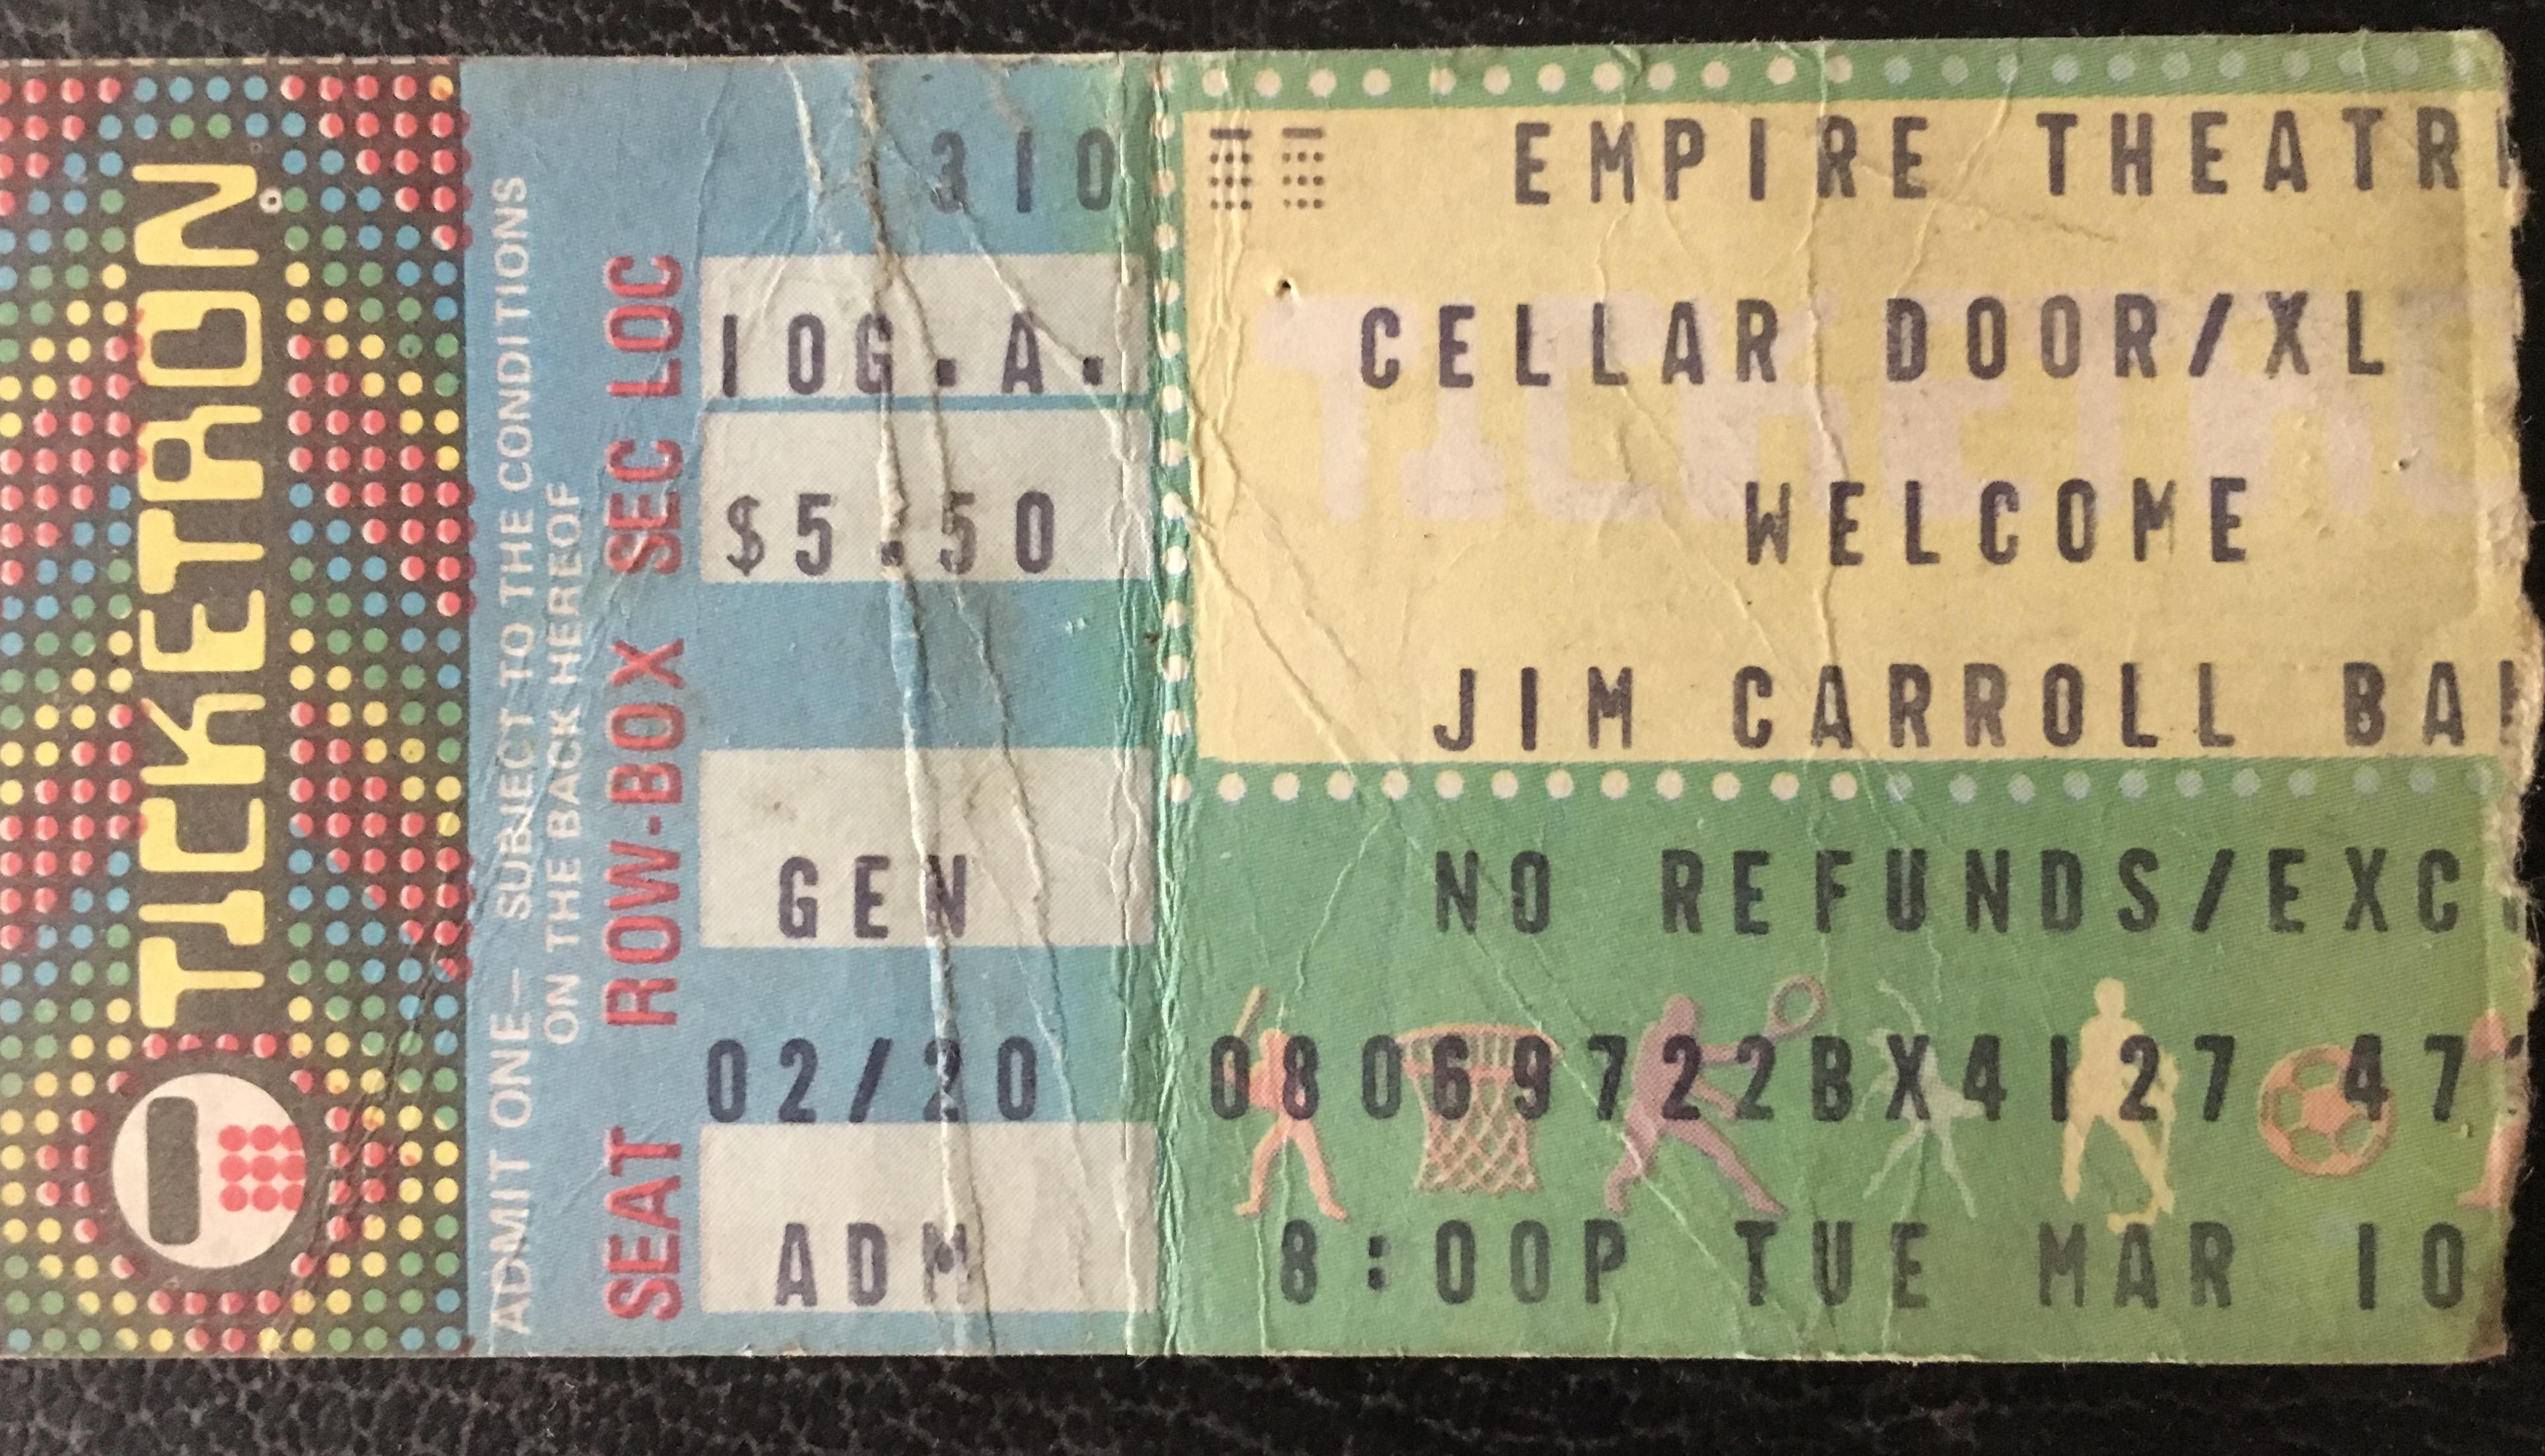 TICKETRON
ADMIT ONE— SUBJECT TO THE CONDITIONS
ON THE BACK HEREOF
SEAT ROW-BOX SEC LOC
310
10G.A.
$5.50
GEN
02/20
ADM
EMPIRE THEATR
CELLAR DOOR/XL
TICKETRO
WELCOME
JIM CARROLL BA
NO REFUNDS/EXC
08069722BX4127 47
8:00P TUE MAR 10